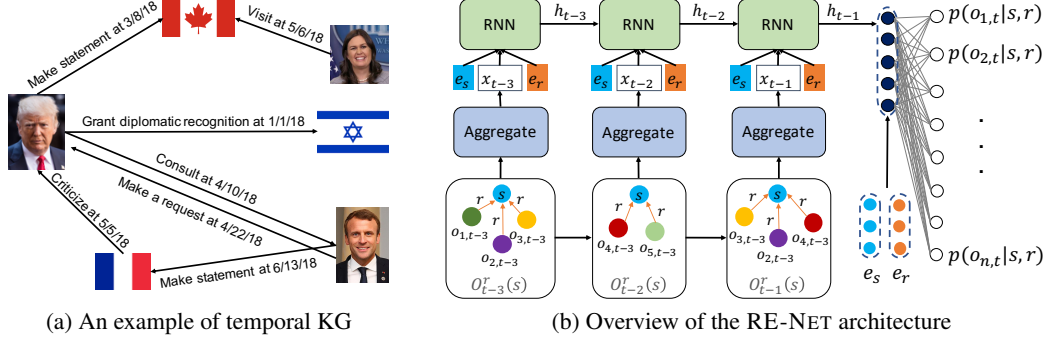 Make statement at 3/8/18
Visit at 5/6/18
Grant diplomatic recognition at 1/1/18
Consult at 4/10/18
Make a request at 4/22/18
Criticize at 5/5/18
Make statement at 6/13/18
(a) An example of temporal KG
RNN h_{t-3} RNN h_{t-2} RNN h_{t-1}
e_s x_{t-3} e_r e_s x_{t-2} e_r e_s x_{t-1} e_r
Aggregate Aggregate Aggregate
s r r r
o_{1,t-3} o_{2,t-3} o_{3,t-3}
O^r_{t-3}(s)
s r r
o_{4,t-3} o_{5,t-3}
O^r_{t-2}(s)
s r r r
o_{3,t-3} o_{2,t-3} o_{4,t-3}
O^r_{t-1}(s)
e_s e_r
p(o_{1,t}|s,r)
p(o_{2,t}|s,r)
.
.
.
p(o_{n,t}|s,r)
(b) Overview of the RE-NET architecture